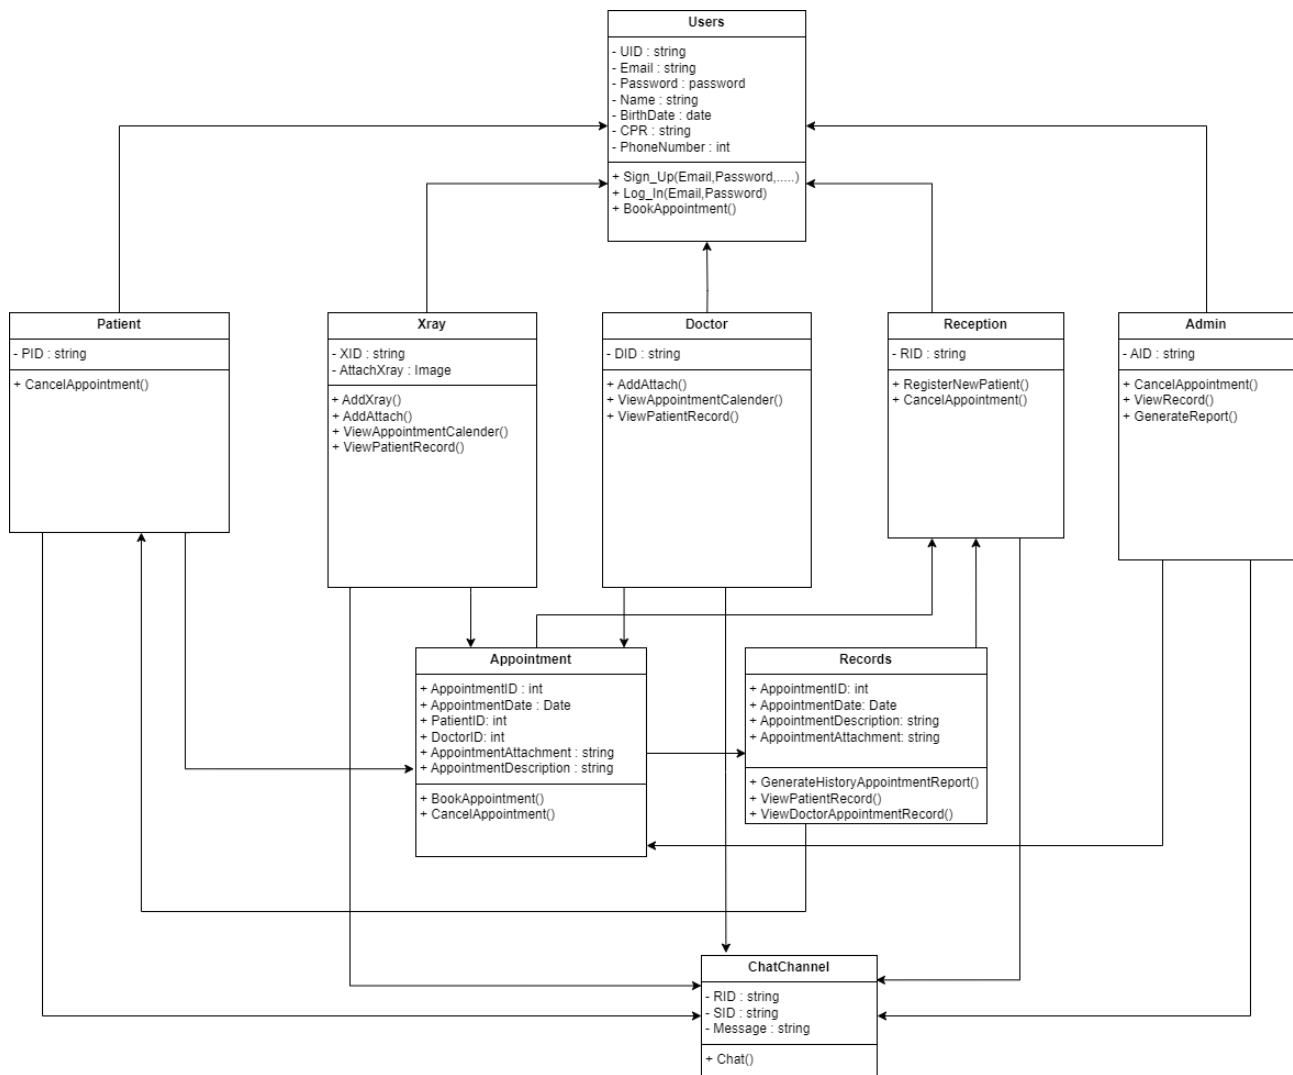 Users
- UID : string
- Email : string
- Password : password
- Name : string
- BirthDate : date
- CPR : string
- PhoneNumber : int
+ Sign_Up(Email,Password,.....)
+ Log_In(Email,Password)
+ BookAppointment()
Patient
- PID : string
+ CancelAppointment()
Xray
- XID : string
- AttachXray : Image
+ AddXray()
+ AddAttach()
+ ViewAppointmentCalender()
+ ViewPatientRecord()
Doctor
- DID : string
+ AddAttach()
+ ViewAppointmentCalender()
+ ViewPatientRecord()
Reception
- RID : string
+ RegisterNewPatient()
+ CancelAppointment()
Admin
- AID : string
+ CancelAppointment()
+ ViewRecord()
+ GenerateReport()
Appointment
+ AppointmentID : int
+ AppointmentDate : Date
+ PatientID: int
+ DoctorID: int
+ AppointmentAttachment : string
+ AppointmentDescription : string
+ BookAppointment()
+ CancelAppointment()
Records
+ AppointmentID: int
+ AppointmentDate: Date
+ AppointmentDescription: string
+ AppointmentAttachment: string
+ GenerateHistoryAppointmentReport()
+ ViewPatientRecord()
+ ViewDoctorAppointmentRecord()
ChatChannel
- RID : string
- SID : string
- Message : string
+ Chat()